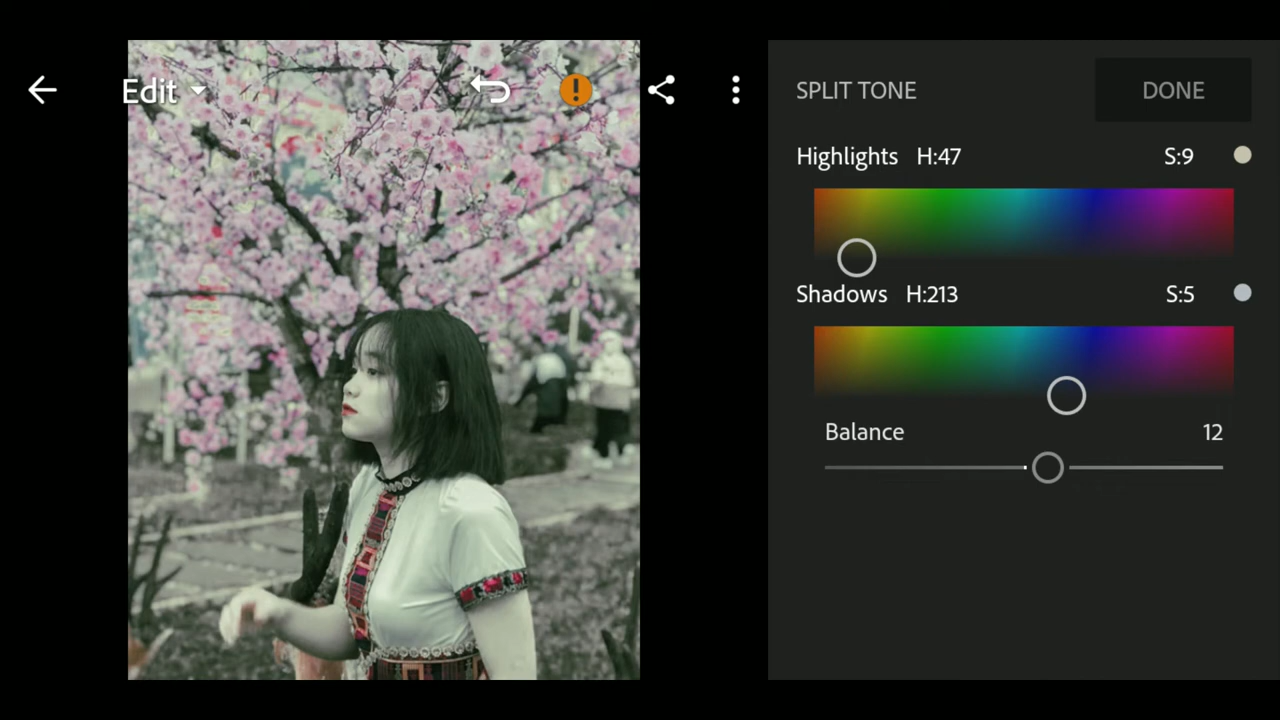 Edit
SPLIT TONE
DONE
Highlights H:47 S:9
Shadows H:213 S:5
Balance 12